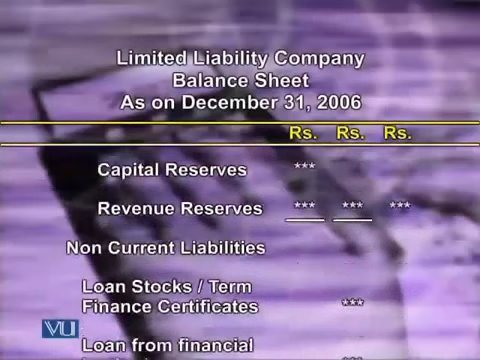 Limited Liability Company
Balance Sheet
As on December 31, 2006
Rs. Rs. Rs.
Capital Reserves ***
Revenue Reserves *** *** ***
Non Current Liabilities
Loan Stocks / Term
Finance Certificates ***
Loan from financial
VU